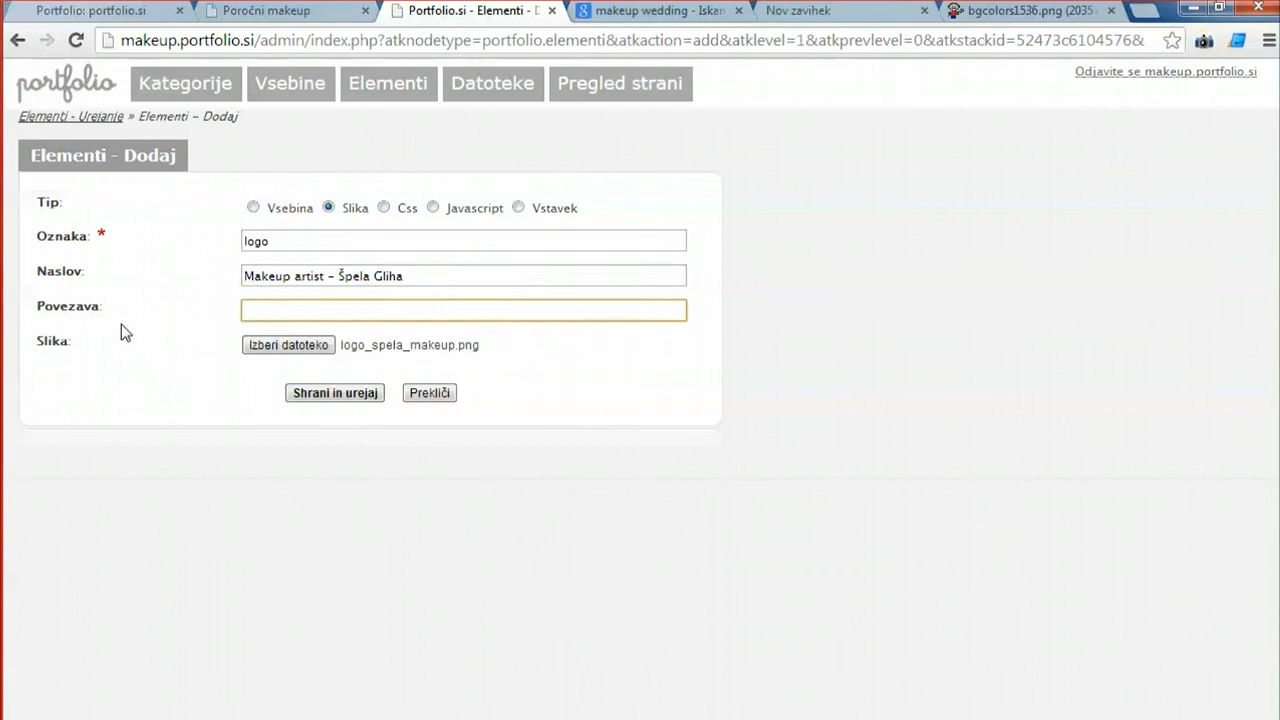 Portfolio: portfolio.si
Poročni makeup
Portfolio.si - Elementi - D
makeup wedding - Iskan
Nov zavihek
bgcolors1536.png (2035
makeup.portfolio.si/admin/index.php?atknodetype=portfolio.elementi&atkaction=add&atklevel=1&atkprevlevel=0&atkstackid=52473c6104576&
portfolio
Kategorije
Vsebine
Elementi
Datoteke
Pregled strani
Odjavite se makeup.portfolio.si
Elementi - Urejanje » Elementi - Dodaj
Elementi - Dodaj
Tip: Vsebina Slika Css Javascript Vstavek
Oznaka: * logo
Naslov: Makeup artist - Špela Gliha
Povezava:
Slika: Izberi datoteko logo_spela_makeup.png
Shrani in urejaj Prekliči